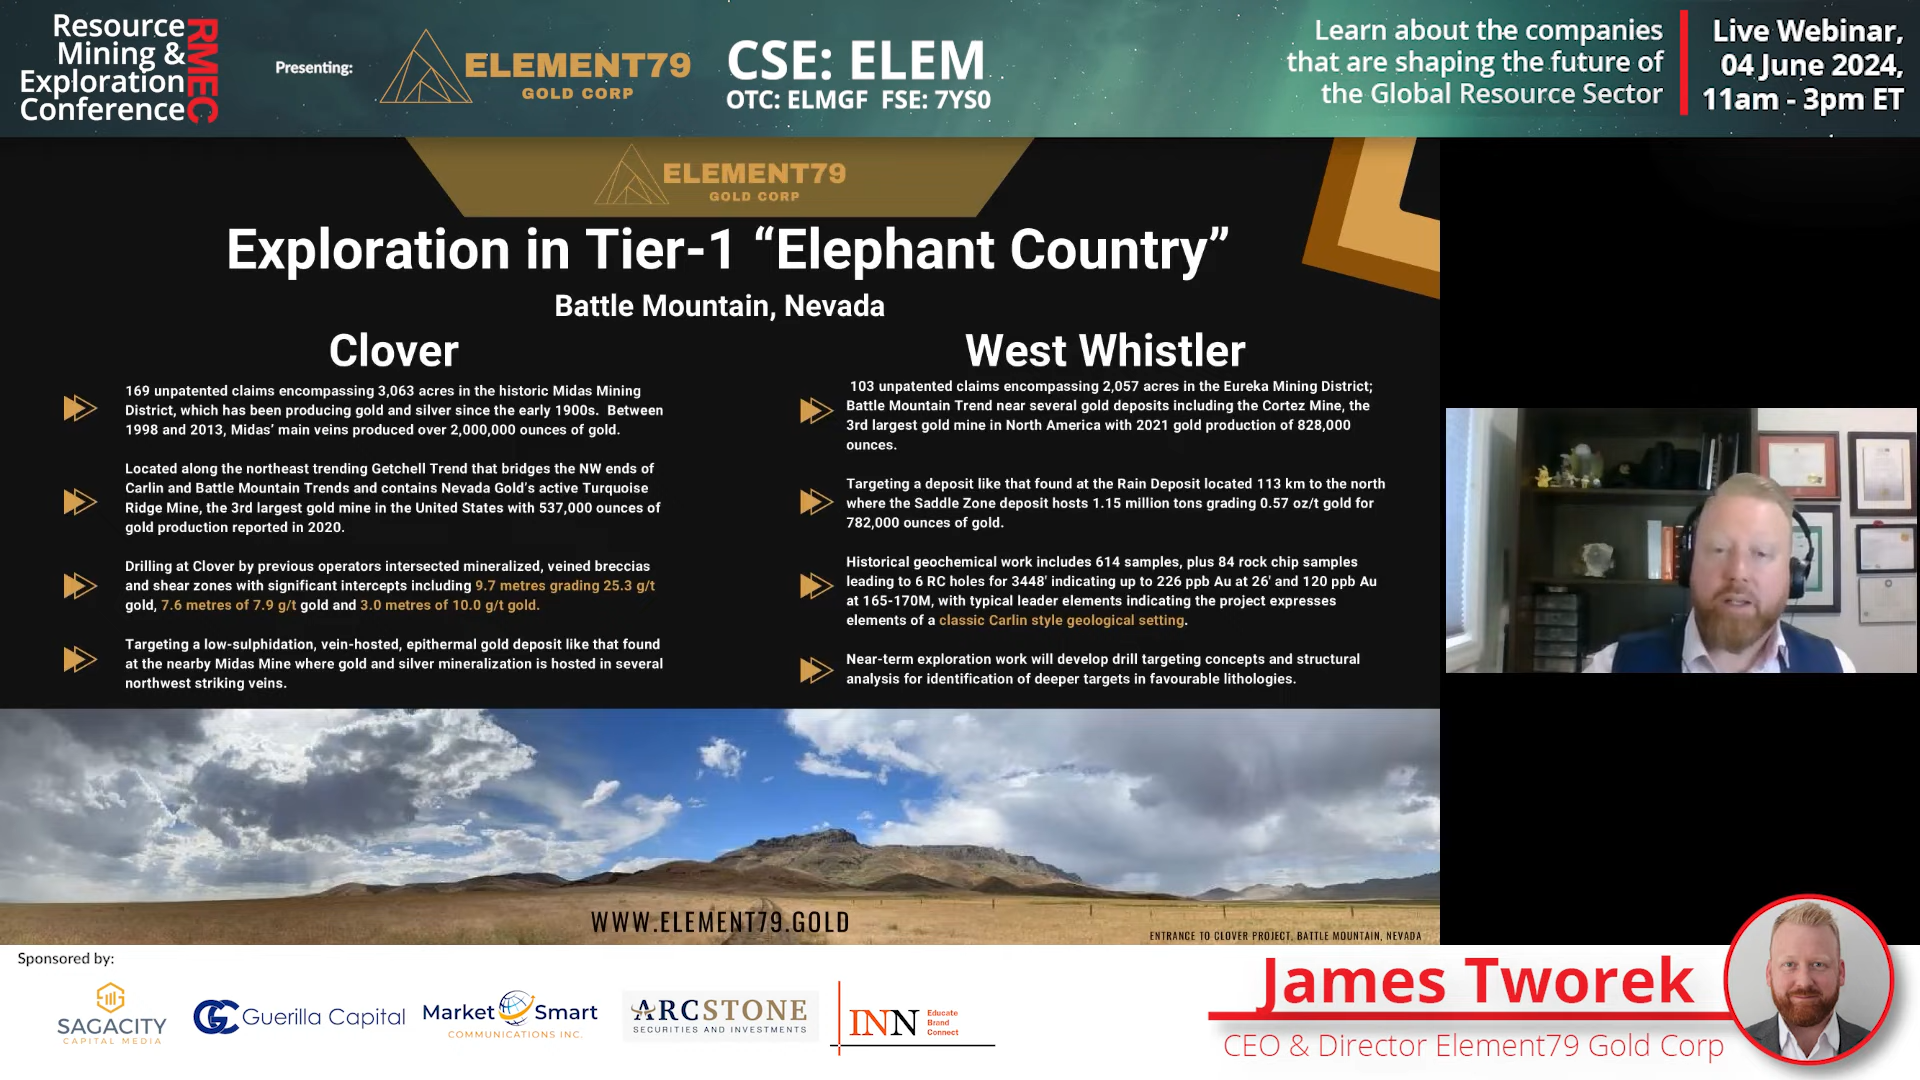 Resource
Mining &
Exploration
Conference
RMEC
Presenting:
ELEMENT79
GOLD CORP
CSE: ELEM
OTC: ELMGF FSE: 7YS0
Learn about the companies
that are shaping the future of
the Global Resource Sector
Live Webinar,
04 June 2024,
11am - 3pm ET
ELEMENT79
GOLD CORP
Exploration in Tier-1 “Elephant Country”
Battle Mountain, Nevada
Clover
169 unpatented claims encompassing 3,063 acres in the historic Midas Mining
District, which has been producing gold and silver since the early 1900s. Between
1998 and 2013, Midas’ main veins produced over 2,000,000 ounces of gold.
Located along the northeast trending Getchell Trend that bridges the NW ends of
Carlin and Battle Mountain Trends and contains Nevada Gold’s active Turquoise
Ridge Mine, the 3rd largest gold mine in the United States with 537,000 ounces of
gold production reported in 2020.
Drilling at Clover by previous operators intersected mineralized, veined breccias
and shear zones with significant intercepts including 9.7 metres grading 25.3 g/t
gold, 7.6 metres of 7.9 g/t gold and 3.0 metres of 10.0 g/t gold.
Targeting a low-sulphidation, vein-hosted, epithermal gold deposit like that found
at the nearby Midas Mine where gold and silver mineralization is hosted in several
northwest striking veins.
West Whistler
103 unpatented claims encompassing 2,057 acres in the Eureka Mining District;
Battle Mountain Trend near several gold deposits including the Cortez Mine, the
3rd largest gold mine in North America with 2021 gold production of 828,000
ounces.
Targeting a deposit like that found at the Rain Deposit located 113 km to the north
where the Saddle Zone deposit hosts 1.15 million tons grading 0.57 oz/t gold for
782,000 ounces of gold.
Historical geochemical work includes 614 samples, plus 84 rock chip samples
leading to 6 RC holes for 3448' indicating up to 226 ppb Au at 26' and 120 ppb Au
at 165-170M, with typical leader elements indicating the project expresses
elements of a classic Carlin style geological setting.
Near-term exploration work will develop drill targeting concepts and structural
analysis for identification of deeper targets in favourable lithologies.
WWW.ELEMENT79.GOLD
ENTRANCE TO CLOVER PROJECT, BATTLE MOUNTAIN, NEVADA
Sponsored by:
SAGACITY
CAPITAL MEDIA
GC Guerilla Capital
Market Smart
COMMUNICATIONS INC.
ARCSTONE
SECURITIES AND INVESTMENTS
INN
Educate
Brand
Connect
James Tworek
CEO & Director Element79 Gold Corp